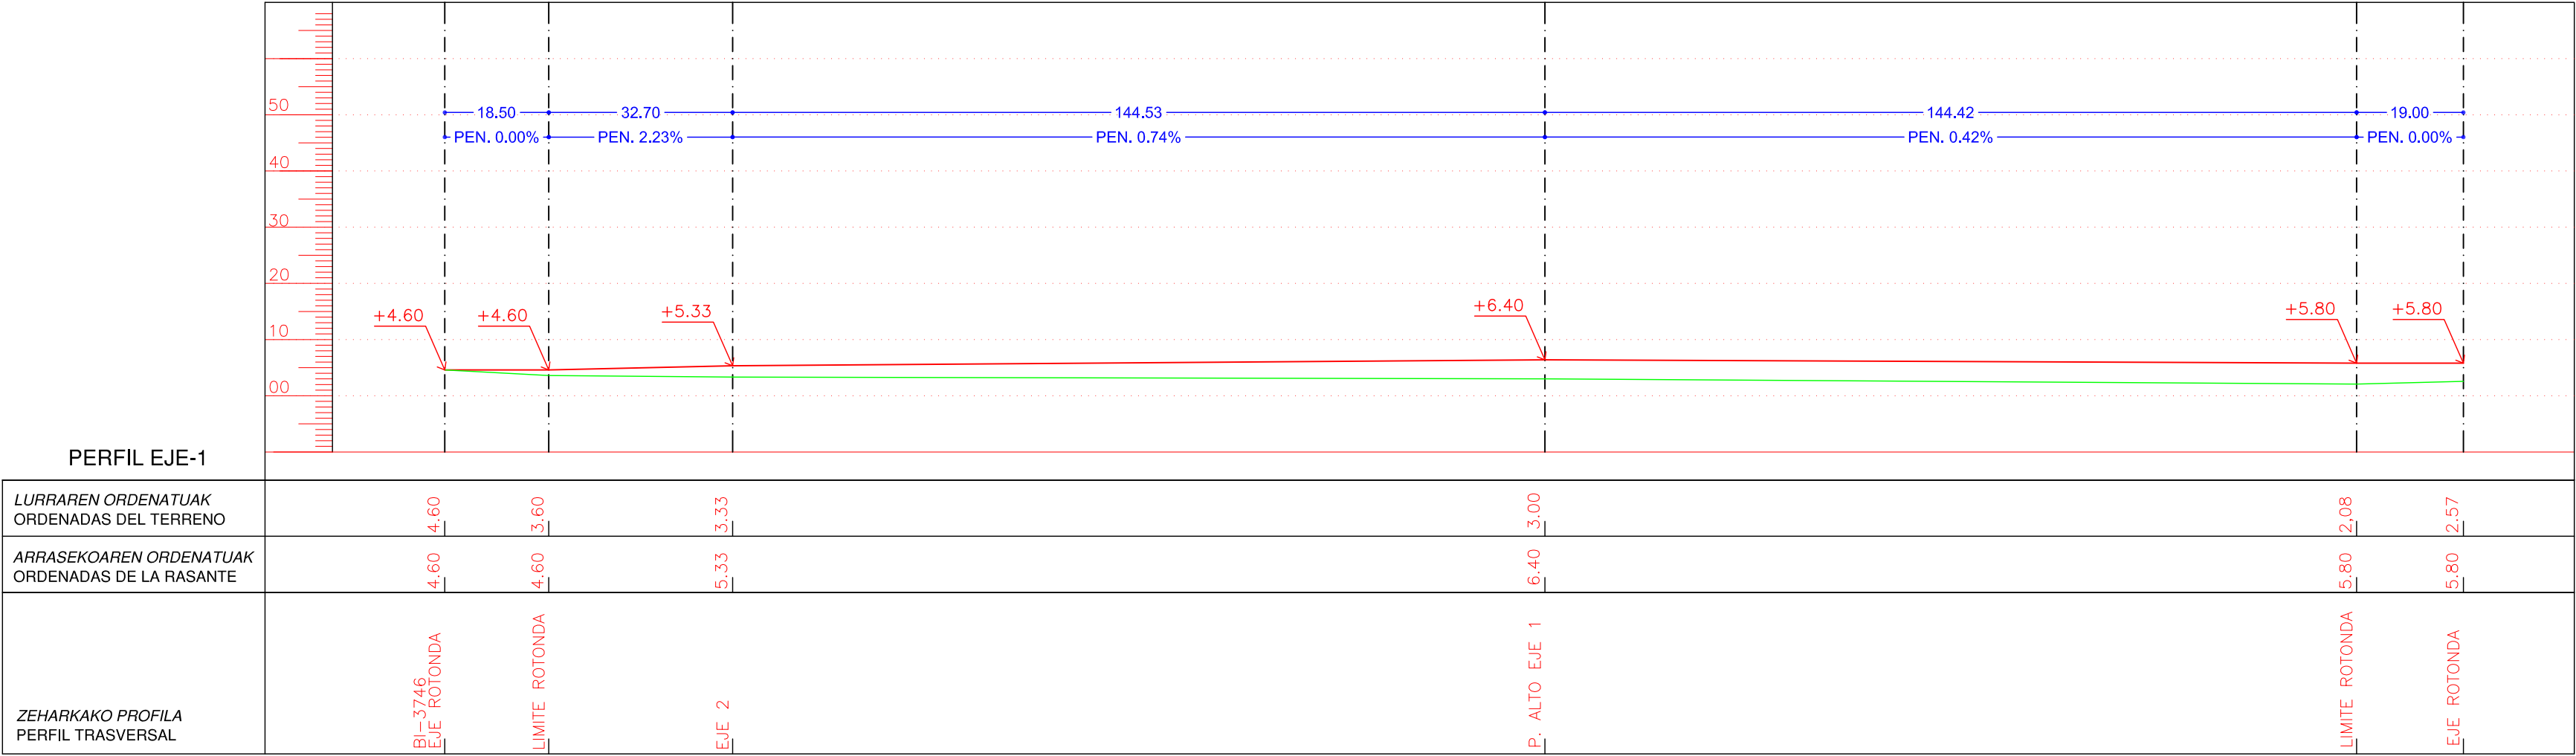 50
40
30
20
10
00
18.50 32.70 144.53 144.42 19.00
PEN. 0.00% PEN. 2.23% PEN. 0.74% PEN. 0.42% PEN. 0.00%
+4.60 +4.60 +5.33 +6.40 +5.80 +5.80
PERFIL EJE-1
LURRAREN ORDENATUAK
ORDENADAS DEL TERRENO
4.60 3.60 3.33 3.00 2,08 2.57
ARRASEKOAREN ORDENATUAK
ORDENADAS DE LA RASANTE
4.60 4.60 5.33 6.40 5.80 5.80
ZEHARKAKO PROFILA
PERFIL TRASVERSAL
BI-3746
EJE ROTONDA
LIMITE ROTONDA
EJE 2
P. ALTO EJE 1
LIMITE ROTONDA
EJE ROTONDA